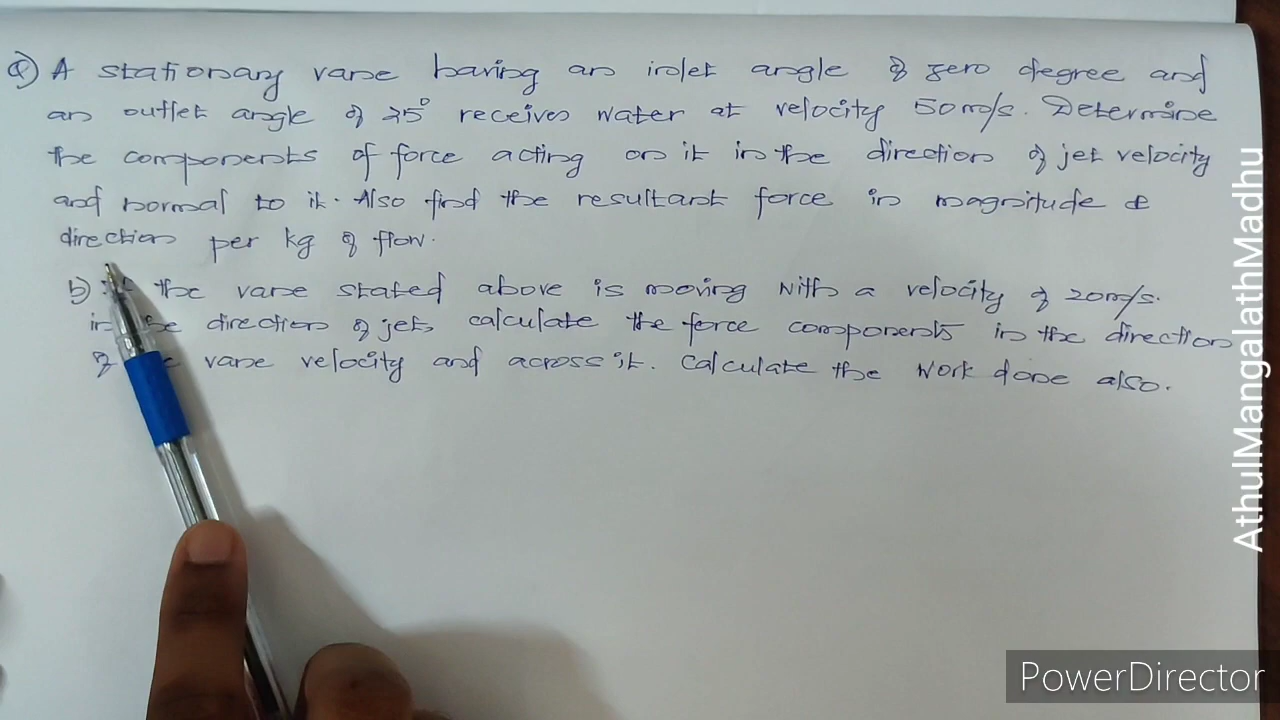 Q) A stationary vane having an inlet angle of zero degree and
an outlet angle of 25° receives water at velocity 50m/s. Determine
the components of force acting on it in the direction of jet velocity
and normal to it. Also find the resultant force in magnitude &
direction per kg of flow.
b) the vane stated above is moving with a velocity of 20m/s.
in direction of jet, calculate the force components in the direction
of vane velocity and across it. Calculate the work done also.
AthulMangalathMadhu
PowerDirector